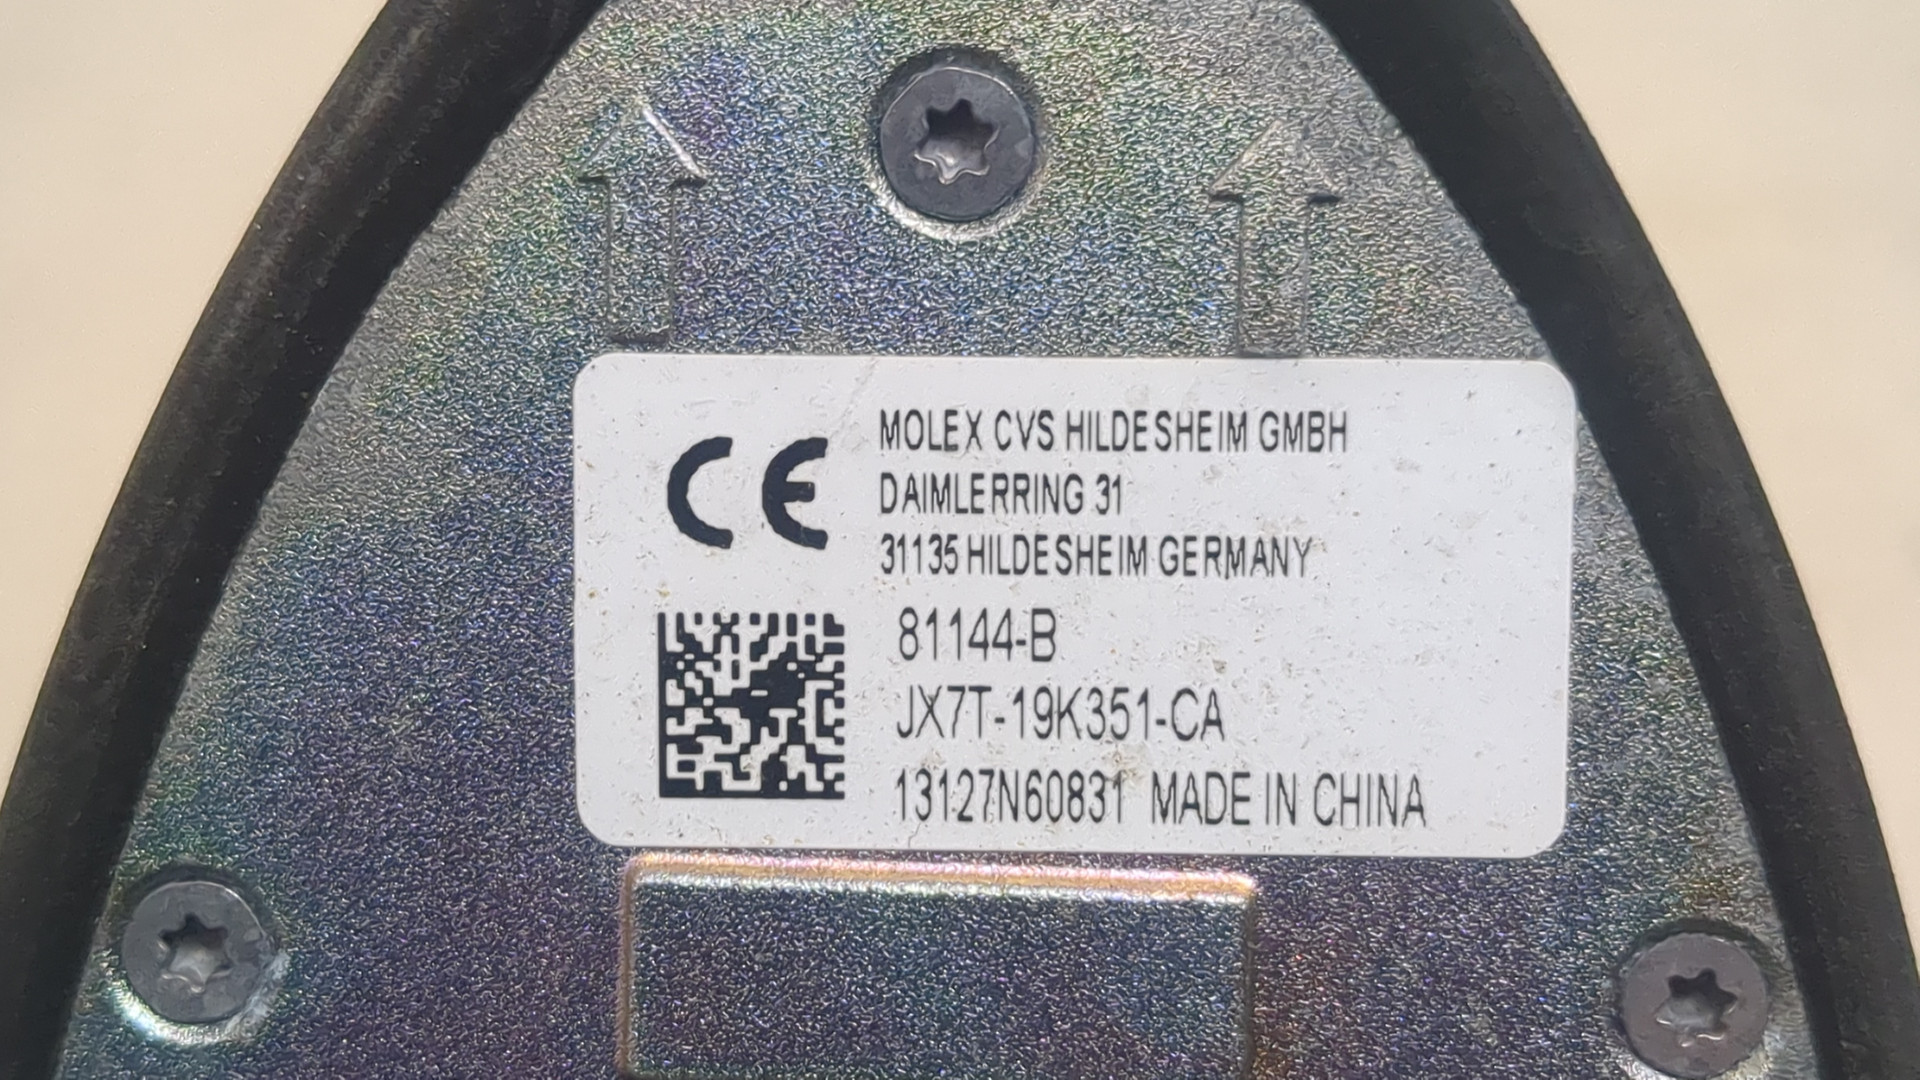 CE
MOLEX CVS HILDESHEIM GMBH
DAIMLERRING 31
31135 HILDESHEIM GERMANY
81144-B
JX7T-19K351-CA
13127N60831 MADE IN CHINA